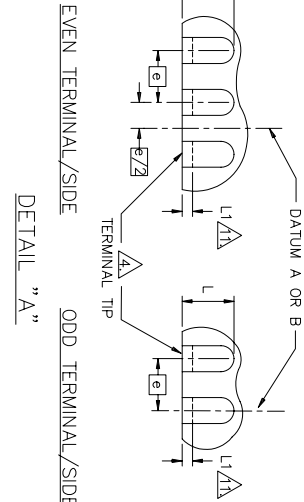 DATUM A OR B
L1 11.
L
L1 11.
e
e/2
e
4.
TERMINAL TIP
EVEN TERMINAL/SIDE
ODD TERMINAL/SIDE
DETAIL "A"